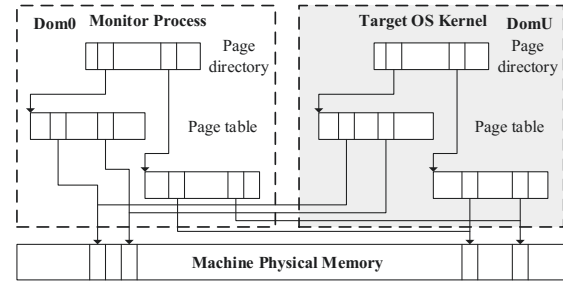 Dom0
Monitor Process
Page
directory
Page table
Target OS Kernel
DomU
Page
directory
Page table
Machine Physical Memory